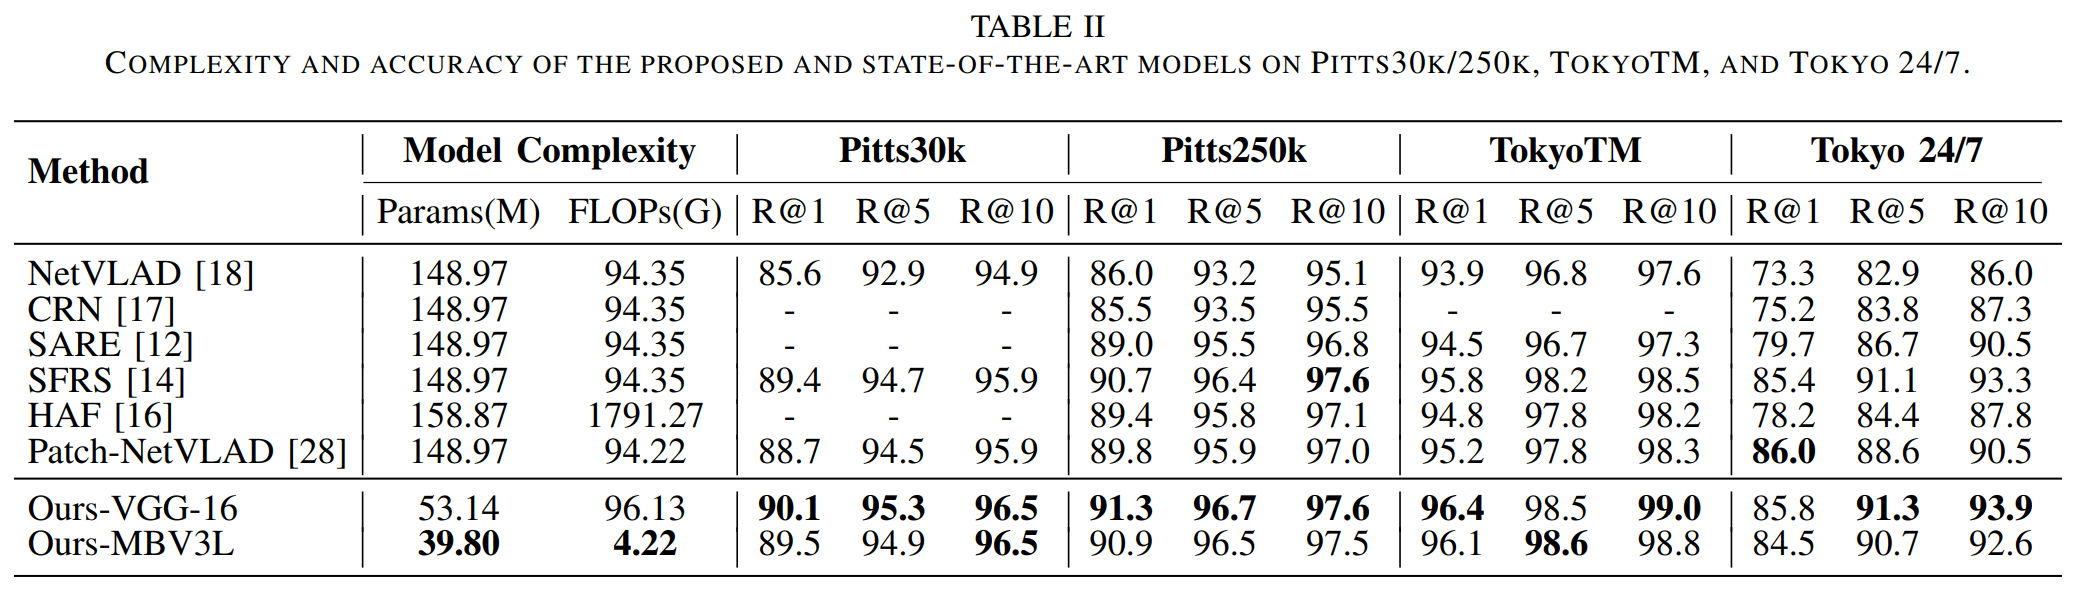 TABLE II
COMPLEXITY AND ACCURACY OF THE PROPOSED AND STATE-OF-THE-ART MODELS ON PITTS30K/250K, TOKYOTM, AND TOKYO 24/7.
Method Model Complexity Pitts30k Pitts250k TokyoTM Tokyo 24/7
Params(M) FLOPs(G) R@1 R@5 R@10 R@1 R@5 R@10 R@1 R@5 R@10 R@1 R@5 R@10
NetVLAD [18] 148.97 94.35 85.6 92.9 94.9 86.0 93.2 95.1 93.9 96.8 97.6 73.3 82.9 86.0
CRN [17] 148.97 94.35 - - - 85.5 93.5 95.5 - - - 75.2 83.8 87.3
SARE [12] 148.97 94.35 - - - 89.0 95.5 96.8 94.5 96.7 97.3 79.7 86.7 90.5
SFRS [14] 148.97 94.35 89.4 94.7 95.9 90.7 96.4 97.6 95.8 98.2 98.5 85.4 91.1 93.3
HAF [16] 158.87 1791.27 - - - 89.4 95.8 97.1 94.8 97.8 98.2 78.2 84.4 87.8
Patch-NetVLAD [28] 148.97 94.22 88.7 94.5 95.9 89.8 95.9 97.0 95.2 97.8 98.3 86.0 88.6 90.5
Ours-VGG-16 53.14 96.13 90.1 95.3 96.5 91.3 96.7 97.6 96.4 98.5 99.0 85.8 91.3 93.9
Ours-MBV3L 39.80 4.22 89.5 94.9 96.5 90.9 96.5 97.5 96.1 98.6 98.8 84.5 90.7 92.6